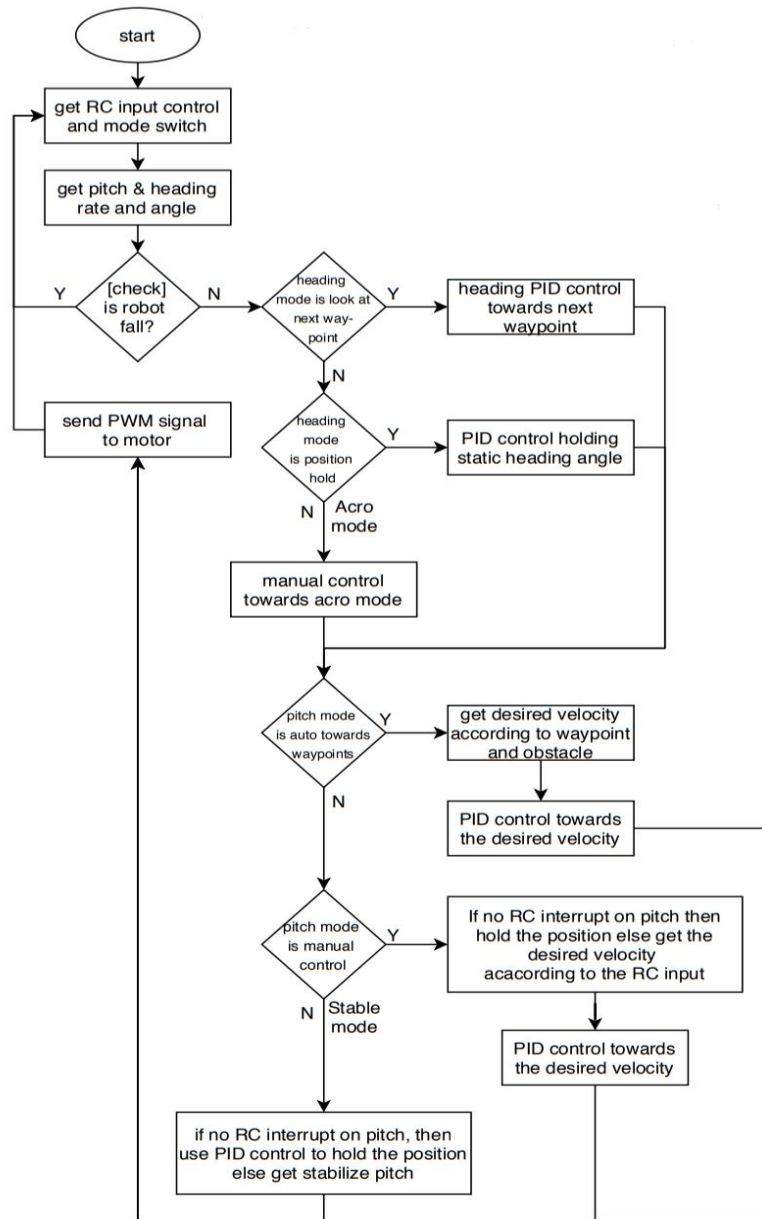 start
get RC input control
and mode switch
get pitch & heading
rate and angle
[check]
is robot
fall?
Y
N
heading
mode is look at
next way-
point
Y
heading PID control
towards next
waypoint
N
send PWM signal
to motor
heading
mode
is position
hold
Y
PID control holding
static heading angle
N
Acro
mode
manual control
towards acro mode
pitch mode
is auto towards
waypoints
Y
get desired velocity
according to waypoint
and obstacle
N
PID control towards
the desired velocity
pitch mode
is manual
control
Y
If no RC interrupt on pitch then
hold the position else get the
desired velocity
acacording to the RC input
N
Stable
mode
PID control towards
the desired velocity
if no RC interrupt on pitch, then
use PID control to hold the position
else get stabilize pitch